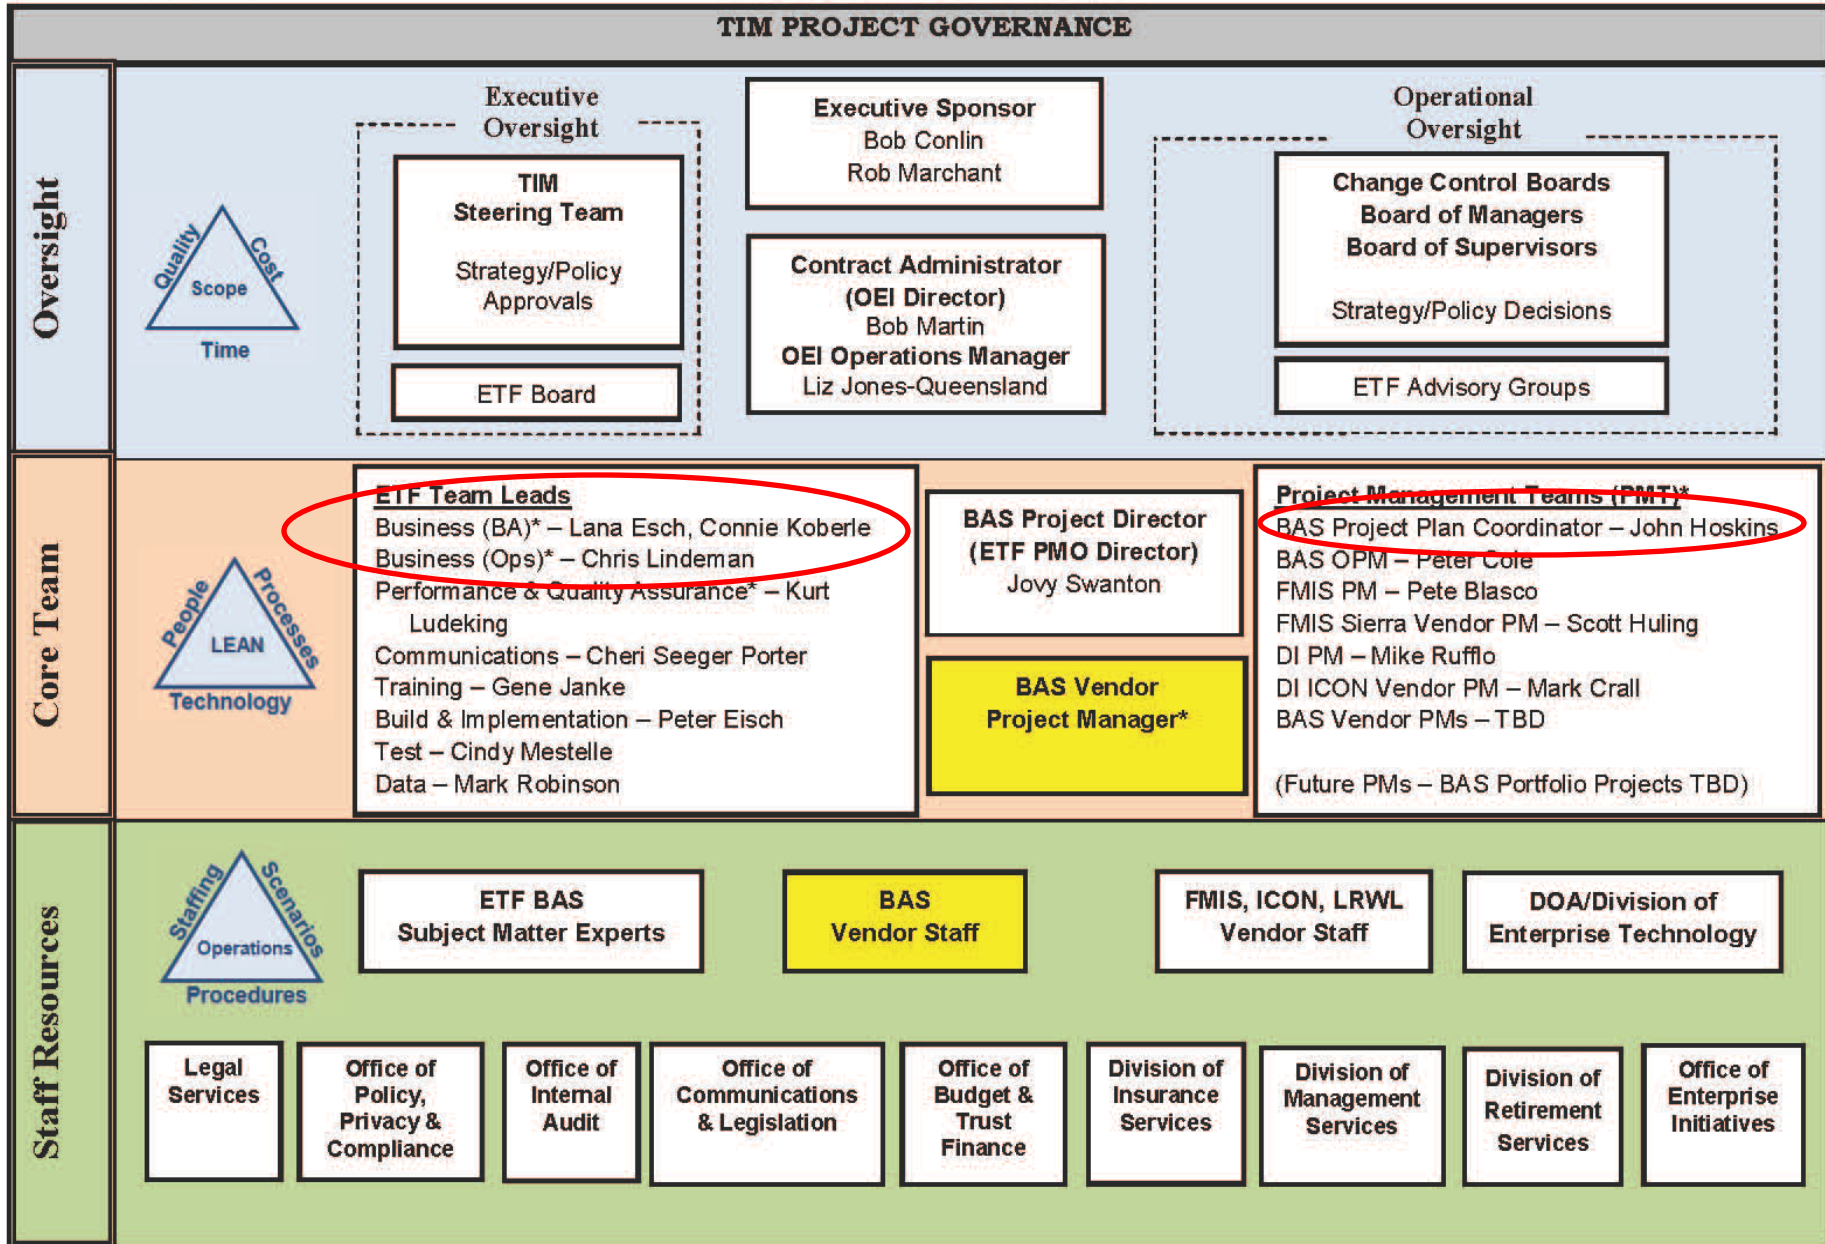 TIM PROJECT GOVERNANCE
Oversight
Quality
Cost
Scope
Time
Executive
Oversight
TIM
Steering Team
Strategy/Policy
Approvals
ETF Board
Executive Sponsor
Bob Conlin
Rob Marchant
Contract Administrator
(OEI Director)
Bob Martin
OEI Operations Manager
Liz Jones-Queensland
Operational
Oversight
Change Control Boards
Board of Managers
Board of Supervisors
Strategy/Policy Decisions
ETF Advisory Groups
Core Team
People
Processes
LEAN
Technology
ETF Team Leads
Business (BA)* – Lana Esch, Connie Koberle
Business (Ops)* – Chris Lindeman
Performance & Quality Assurance* – Kurt
Ludeking
Communications – Cheri Seeger Porter
Training – Gene Janke
Build & Implementation – Peter Eisch
Test – Cindy Mestelle
Data – Mark Robinson
BAS Project Director
(ETF PMO Director)
Jovy Swanton
BAS Vendor
Project Manager*
Project Management Teams (PMT)*
BAS Project Plan Coordinator – John Hoskins
BAS OPM – Peter Cole
FMIS PM – Pete Blasco
FMIS Sierra Vendor PM – Scott Huling
DI PM – Mike Rufflo
DI ICON Vendor PM – Mark Crall
BAS Vendor PMs – TBD
(Future PMs – BAS Portfolio Projects TBD)
Staff Resources
Staffing
Scenarios
Operations
Procedures
ETF BAS
Subject Matter Experts
BAS
Vendor Staff
FMIS, ICON, LRWL
Vendor Staff
DOA/Division of
Enterprise Technology
Legal
Services
Office of
Policy,
Privacy &
Compliance
Office of
Internal
Audit
Office of
Communications
& Legislation
Office of
Budget &
Trust
Finance
Division of
Insurance
Services
Division of
Management
Services
Division of
Retirement
Services
Office of
Enterprise
Initiatives